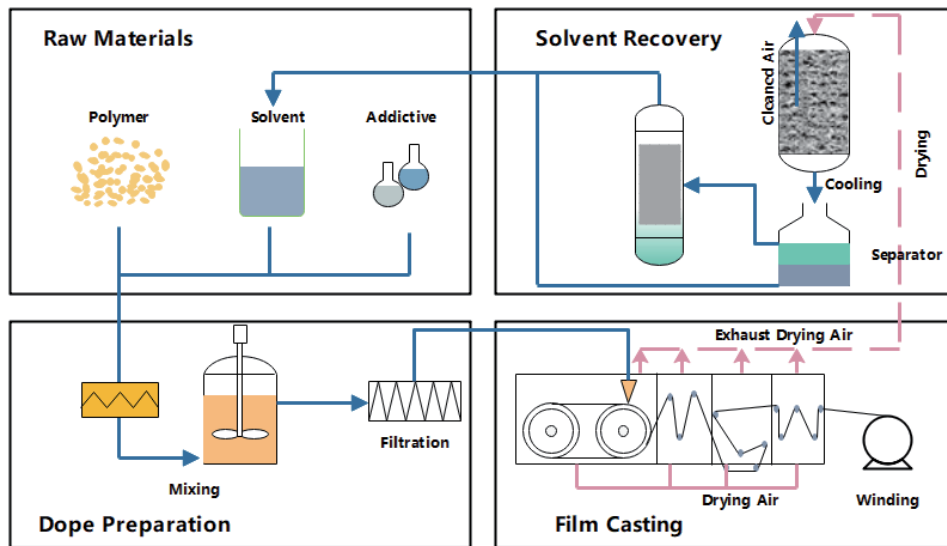 Raw Materials
Polymer
Solvent
Addictive
Solvent Recovery
Cleaned Air
Drying
Cooling
Separator
Mixing
Filtration
Dope Preparation
Exhaust Drying Air
Drying Air
Winding
Film Casting